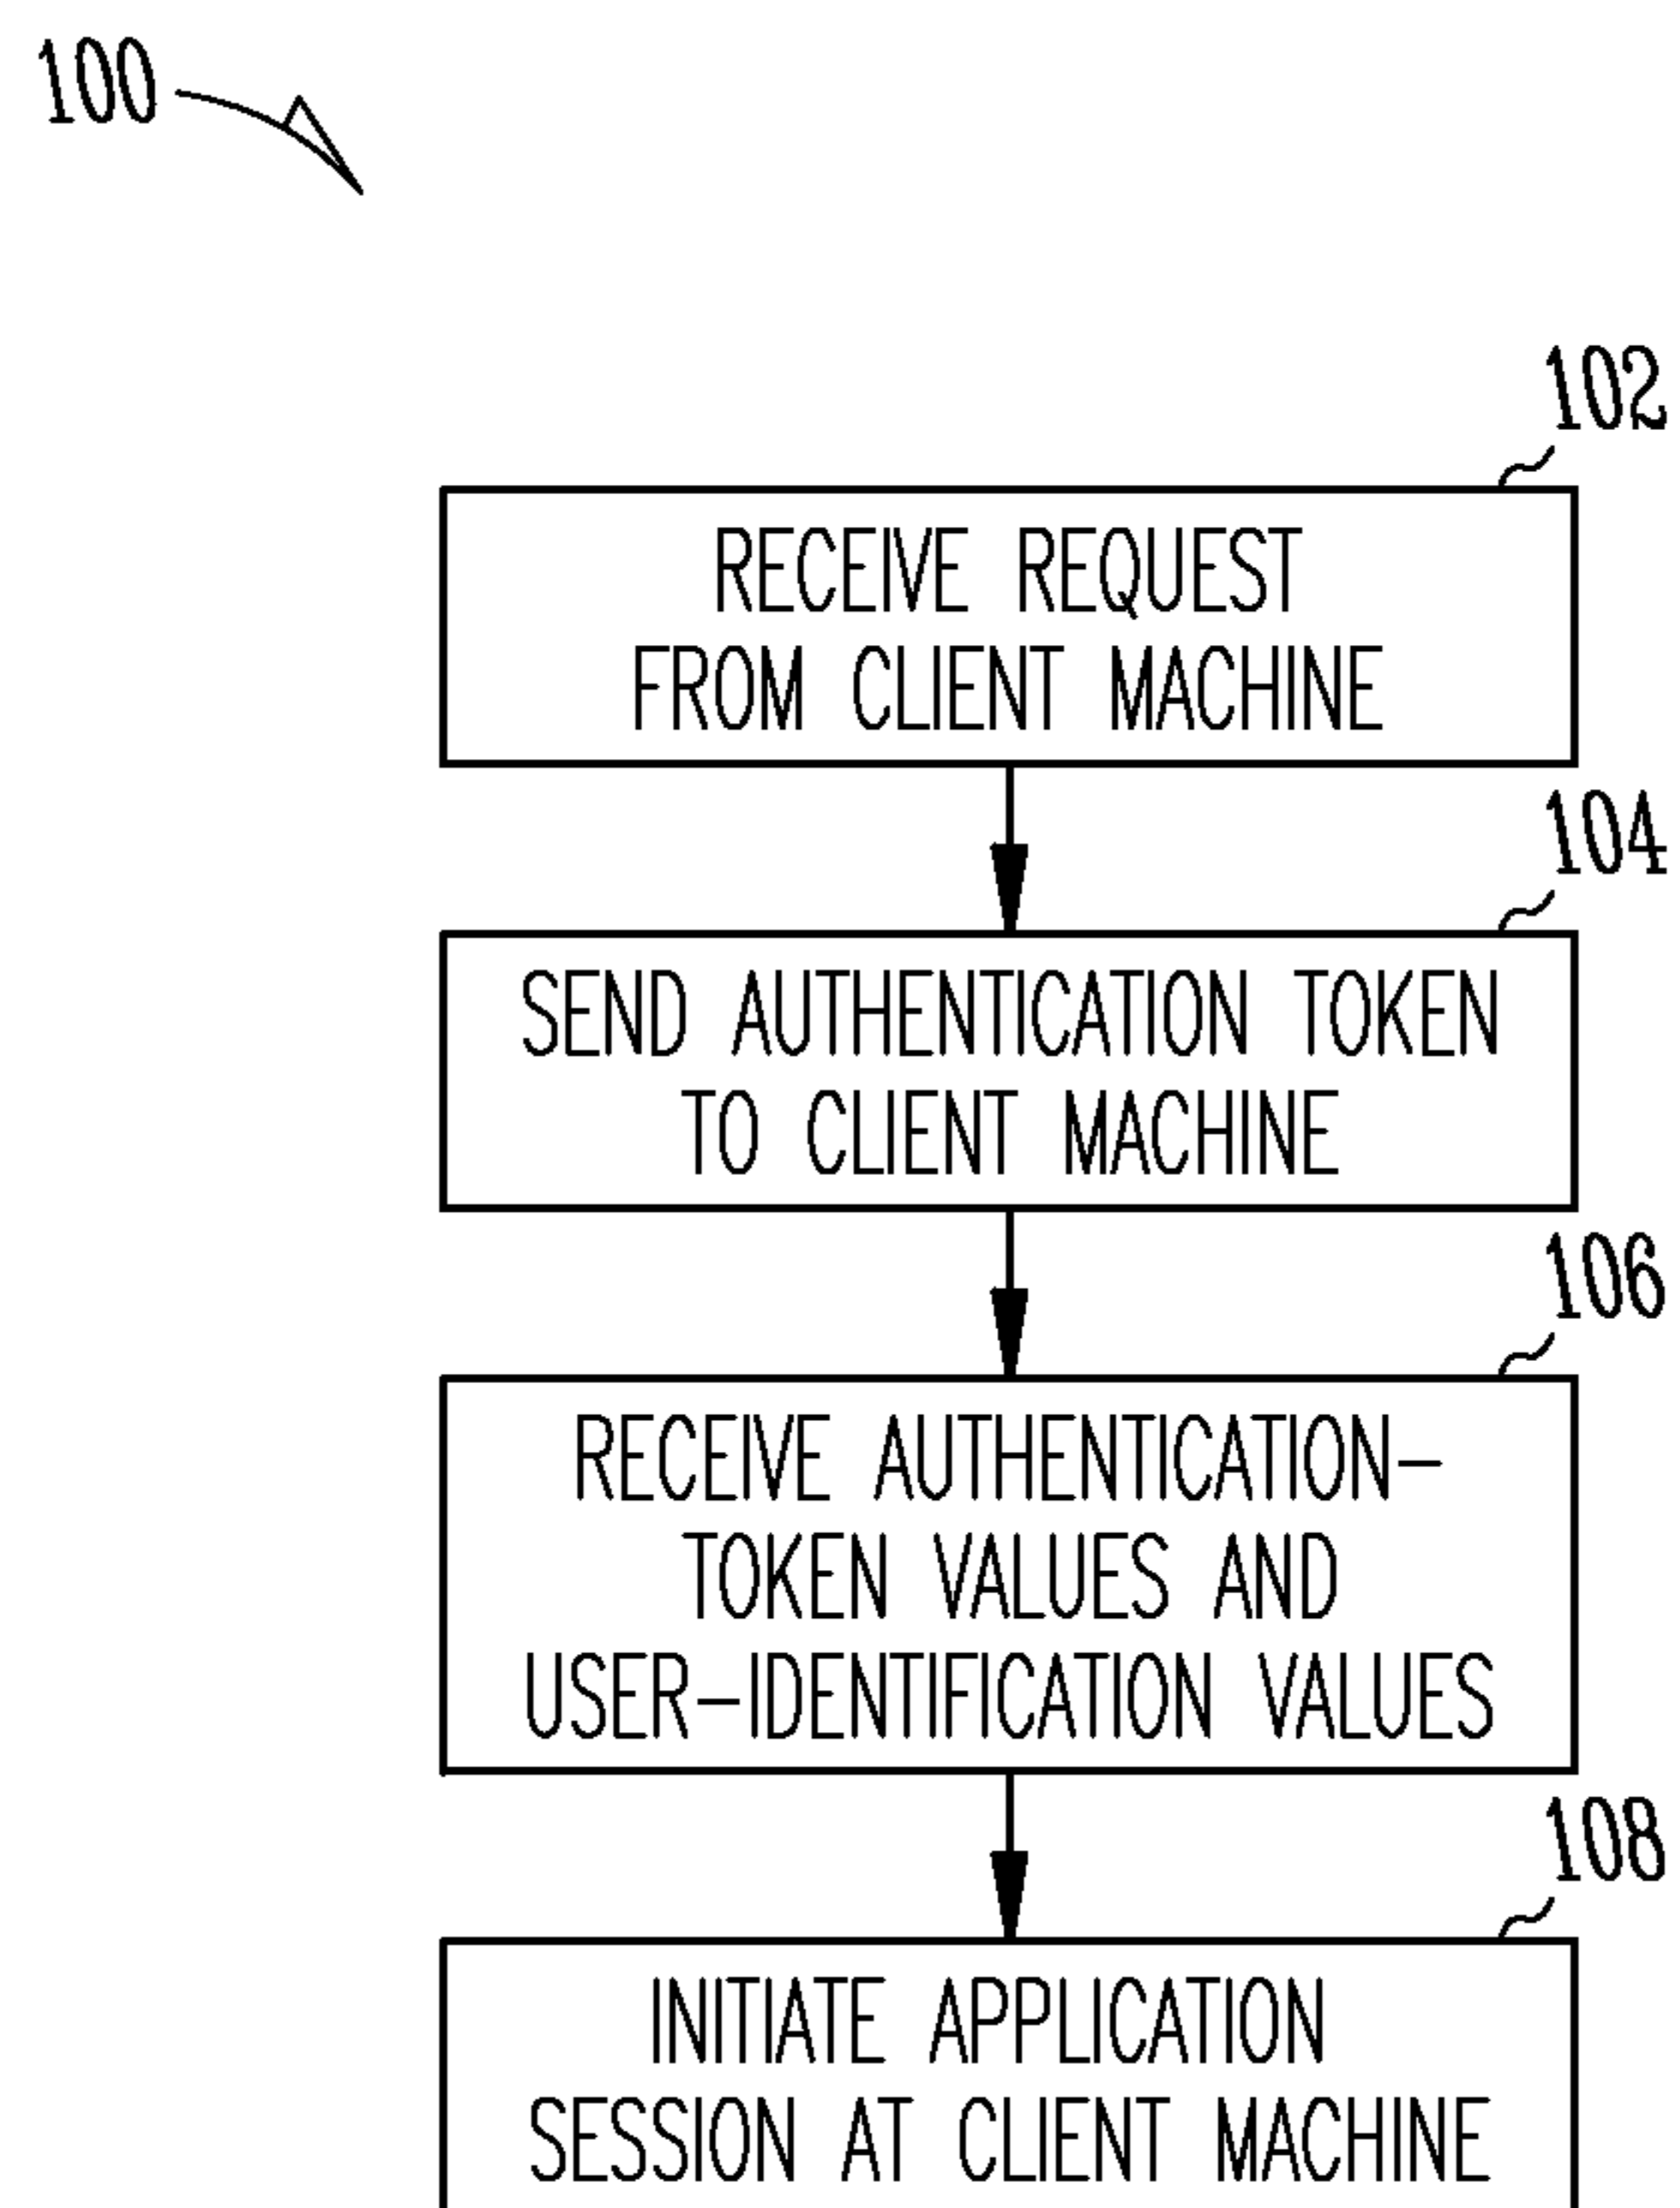 100
102
RECEIVE REQUEST
FROM CLIENT MACHINE
104
SEND AUTHENTICATION TOKEN
TO CLIENT MACHINE
106
RECEIVE AUTHENTICATION-
TOKEN VALUES AND
USER-IDENTIFICATION VALUES
108
INITIATE APPLICATION
SESSION AT CLIENT MACHINE